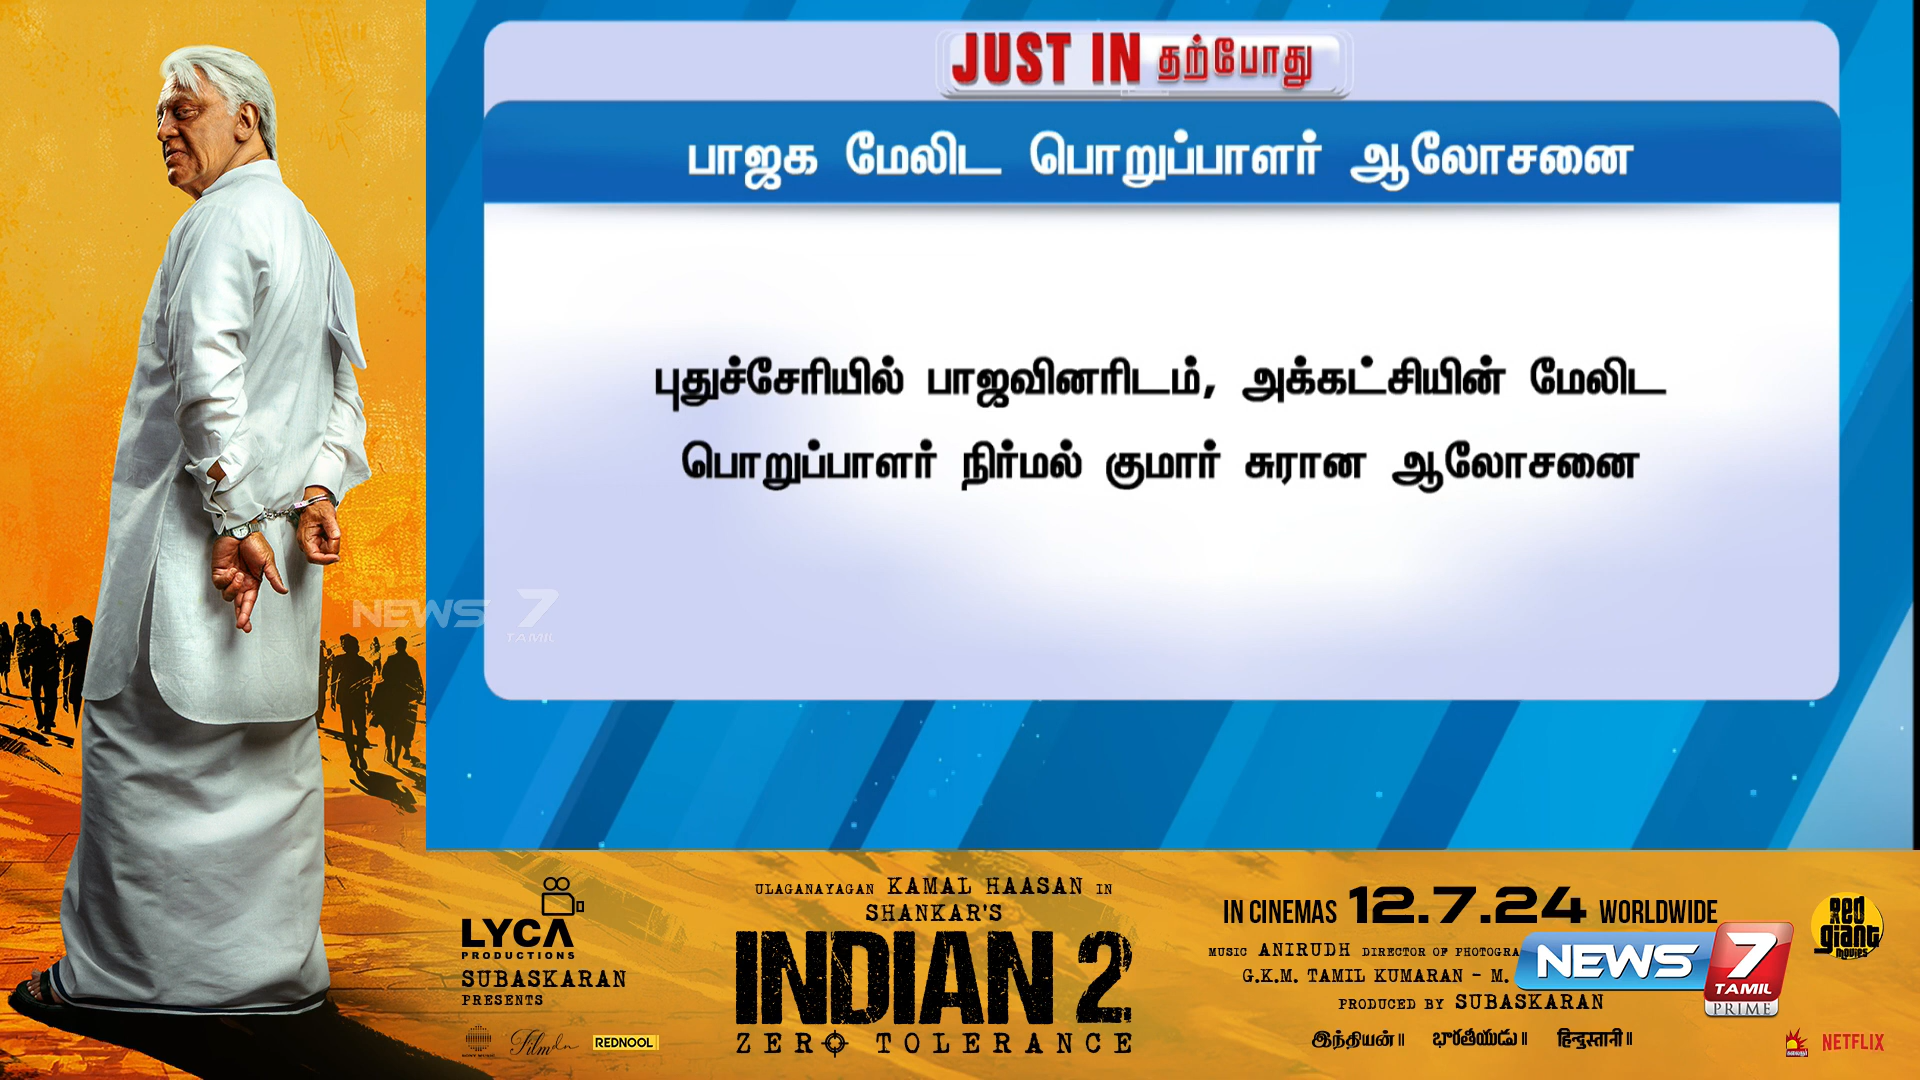 JUST IN தற்போது
பாஜக மேலிட பொறுப்பாளர் ஆலோசனை
புதுச்சேரியில் பாஜவினரிடம், அக்கட்சியின் மேலிட
பொறுப்பாளர் நிர்மல் குமார் சுரான ஆலோசனை
NEWS 7
TAMIL
LYCA
PRODUCTIONS
SUBASKARAN
PRESENTS
REDNOOL
ULAGANAYAGAN KAMAL HAASAN IN
SHANKAR'S
INDIAN 2
ZERO TOLERANCE
IN CINEMAS 12.7.24 WORLDWIDE
MUSIC ANIRUDH DIRECTOR OF PHOTOGRA
G.K.M. TAMIL KUMARAN - M.
PRODUCED BY SUBASKARAN
இந்தியன் II భారతీయుడు II हिन्दुस्तानी II
NEWS 7
TAMIL
PRIME
Red
giant
movies
NETFLIX